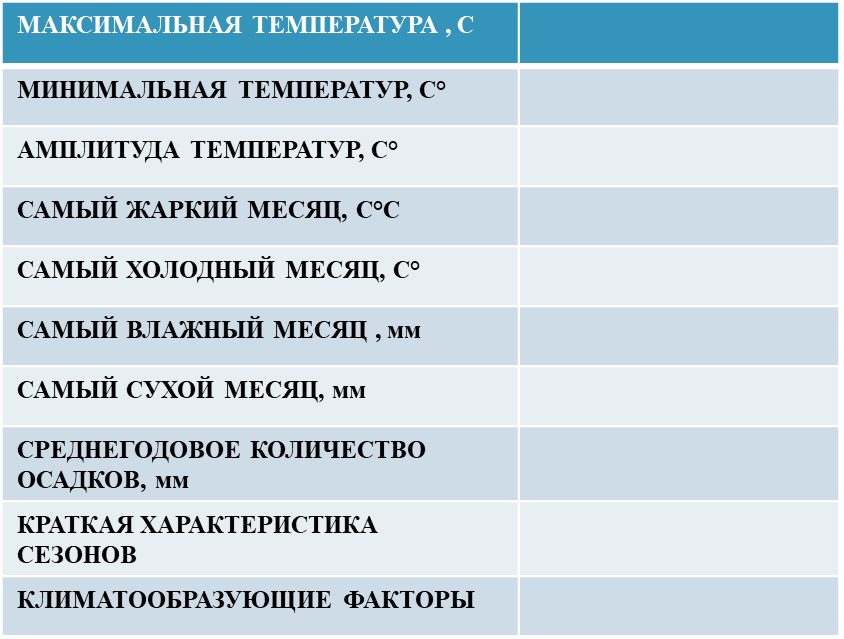 МАКСИМАЛЬНАЯ ТЕМПЕРАТУРА , С
МИНИМАЛЬНАЯ ТЕМПЕРАТУР, С°
АМПЛИТУДА ТЕМПЕРАТУР, С°
САМЫЙ ЖАРКИЙ МЕСЯЦ, С°С
САМЫЙ ХОЛОДНЫЙ МЕСЯЦ, С°
САМЫЙ ВЛАЖНЫЙ МЕСЯЦ , мм
САМЫЙ СУХОЙ МЕСЯЦ, мм
СРЕДНЕГОДОВОЕ КОЛИЧЕСТВО
ОСАДКОВ, мм
КРАТКАЯ ХАРАКТЕРИСТИКА
СЕЗОНОВ
КЛИМАТООБРАЗУЮЩИЕ ФАКТОРЫ